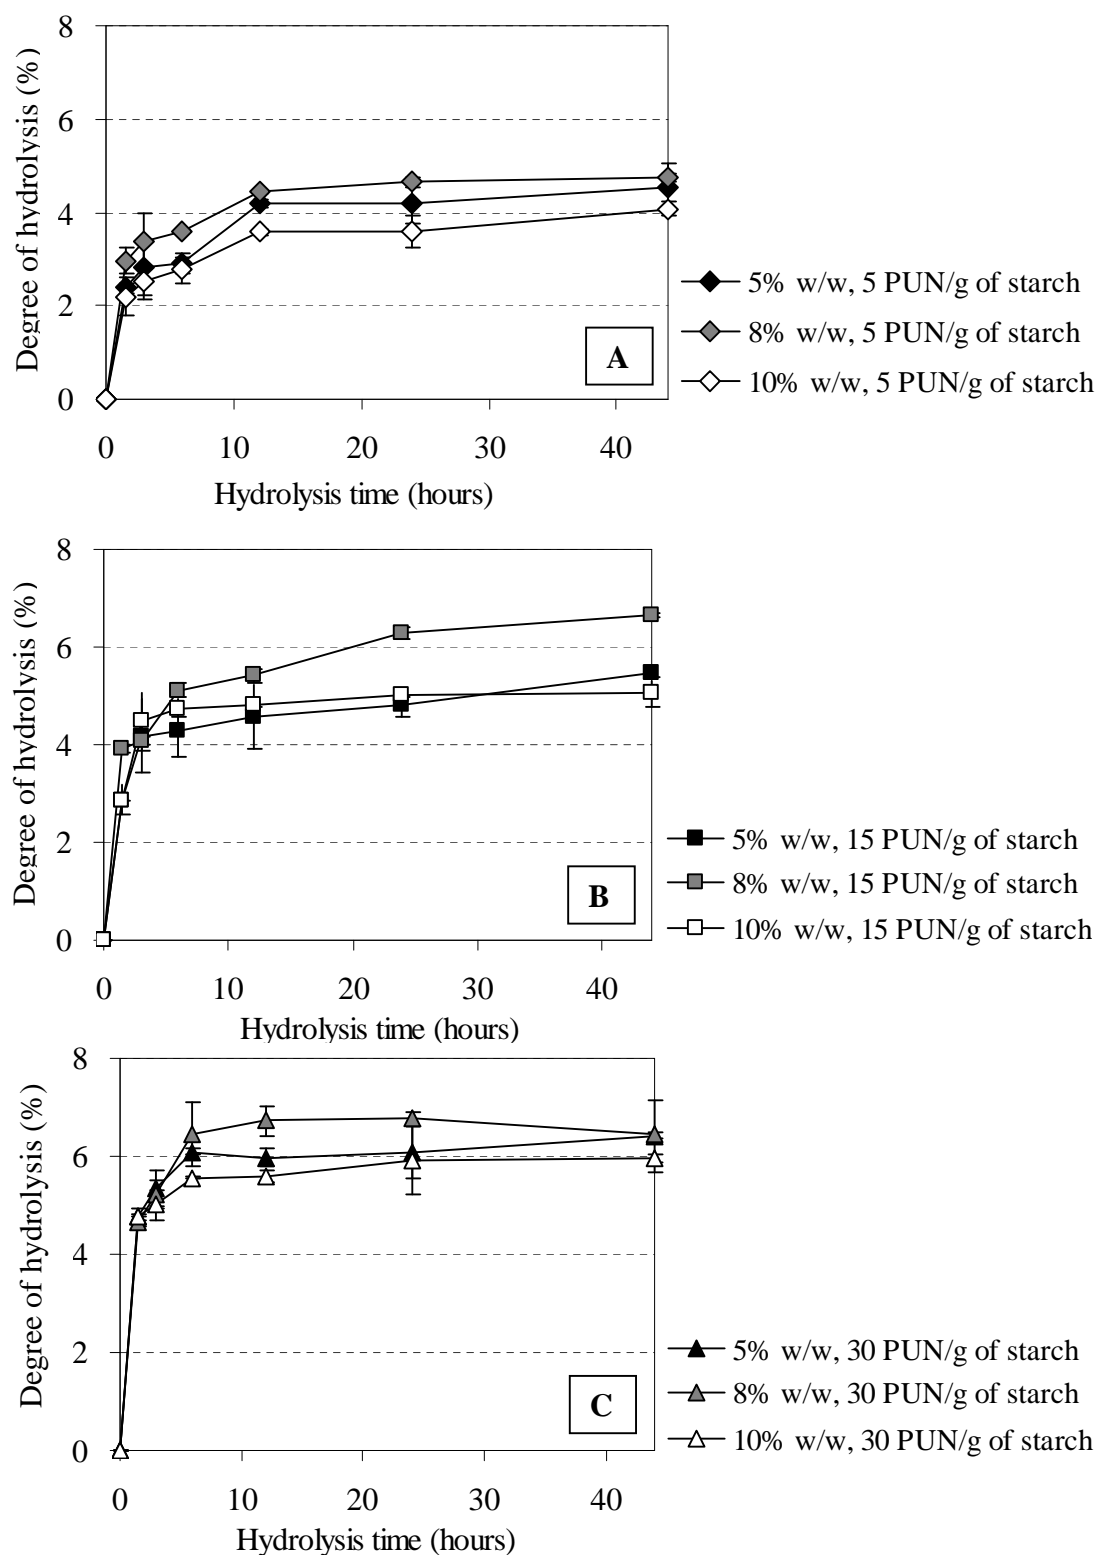 8
6
4
2
0
Degree of hydrolysis (%)
0 10 20 30 40
Hydrolysis time (hours)
A
5% w/w, 5 PUN/g of starch
8% w/w, 5 PUN/g of starch
10% w/w, 5 PUN/g of starch
8
6
4
2
0
Degree of hydrolysis (%)
0 10 20 30 40
Hydrolysis time (hours)
B
5% w/w, 15 PUN/g of starch
8% w/w, 15 PUN/g of starch
10% w/w, 15 PUN/g of starch
8
6
4
2
0
Degree of hydrolysis (%)
0 10 20 30 40
Hydrolysis time (hours)
C
5% w/w, 30 PUN/g of starch
8% w/w, 30 PUN/g of starch
10% w/w, 30 PUN/g of starch